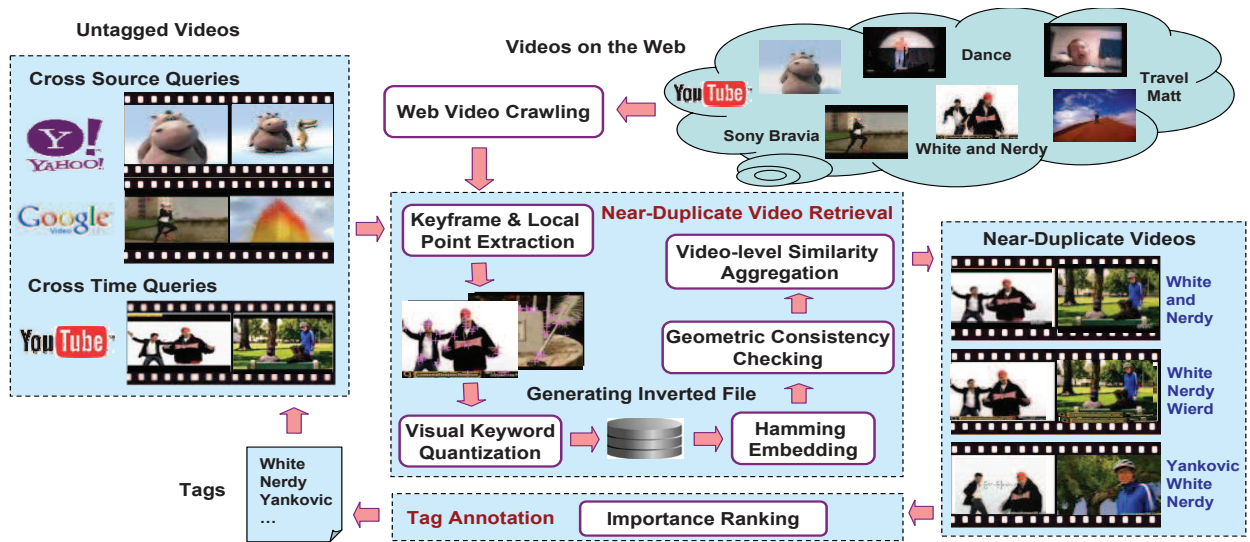 Untagged Videos
Cross Source Queries
Y!
YAHOO!
Google
Video
Cross Time Queries
YouTube
Videos on the Web
YouTube
Dance
Travel
Matt
Sony Bravia
White and Nerdy
Web Video Crawling
Keyframe & Local
Point Extraction
Near-Duplicate Video Retrieval
Video-level Similarity
Aggregation
Geometric Consistency
Checking
Generating Inverted File
Visual Keyword
Quantization
Hamming
Embedding
Near-Duplicate Videos
White
and
Nerdy
White
Nerdy
Wierd
Yankovic
White
Nerdy
Tag Annotation
Importance Ranking
Tags
White
Nerdy
Yankovic
...